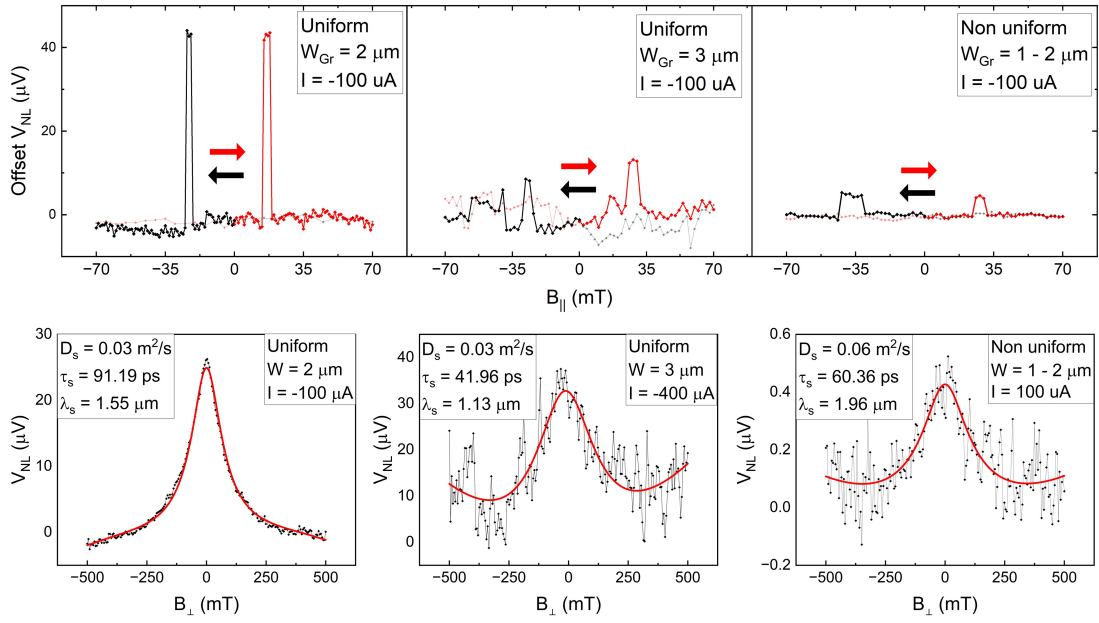 Uniform
W_Gr = 2 μm
I = -100 uA
Uniform
W_Gr = 3 μm
I = -100 uA
Non uniform
W_Gr = 1 - 2 μm
I = -100 uA
Offset V_NL (μV)
40
20
0
−70 −35 0 35 70
−70 −35 0 35 70
−70 −35 0 35 70
B_|| (mT)
D_s = 0.03 m²/s
τ_s = 91.19 ps
λ_s = 1.55 μm
Uniform
W = 2 μm
I = -100 μA
V_NL (μV)
30
20
10
0
−500 −250 0 250 500
B_⊥ (mT)
D_s = 0.03 m²/s
τ_s = 41.96 ps
λ_s = 1.13 μm
Uniform
W = 3 μm
I = -400 μA
V_NL (μV)
40
30
20
10
0
−500 −250 0 250 500
B_⊥ (mT)
D_s = 0.06 m²/s
τ_s = 60.36 ps
λ_s = 1.96 μm
Non uniform
W = 1 - 2 μm
I = 100 uA
V_NL (μV)
0.6
0.4
0.2
0.0
−0.2
−500 −250 0 250 500
B_⊥ (mT)